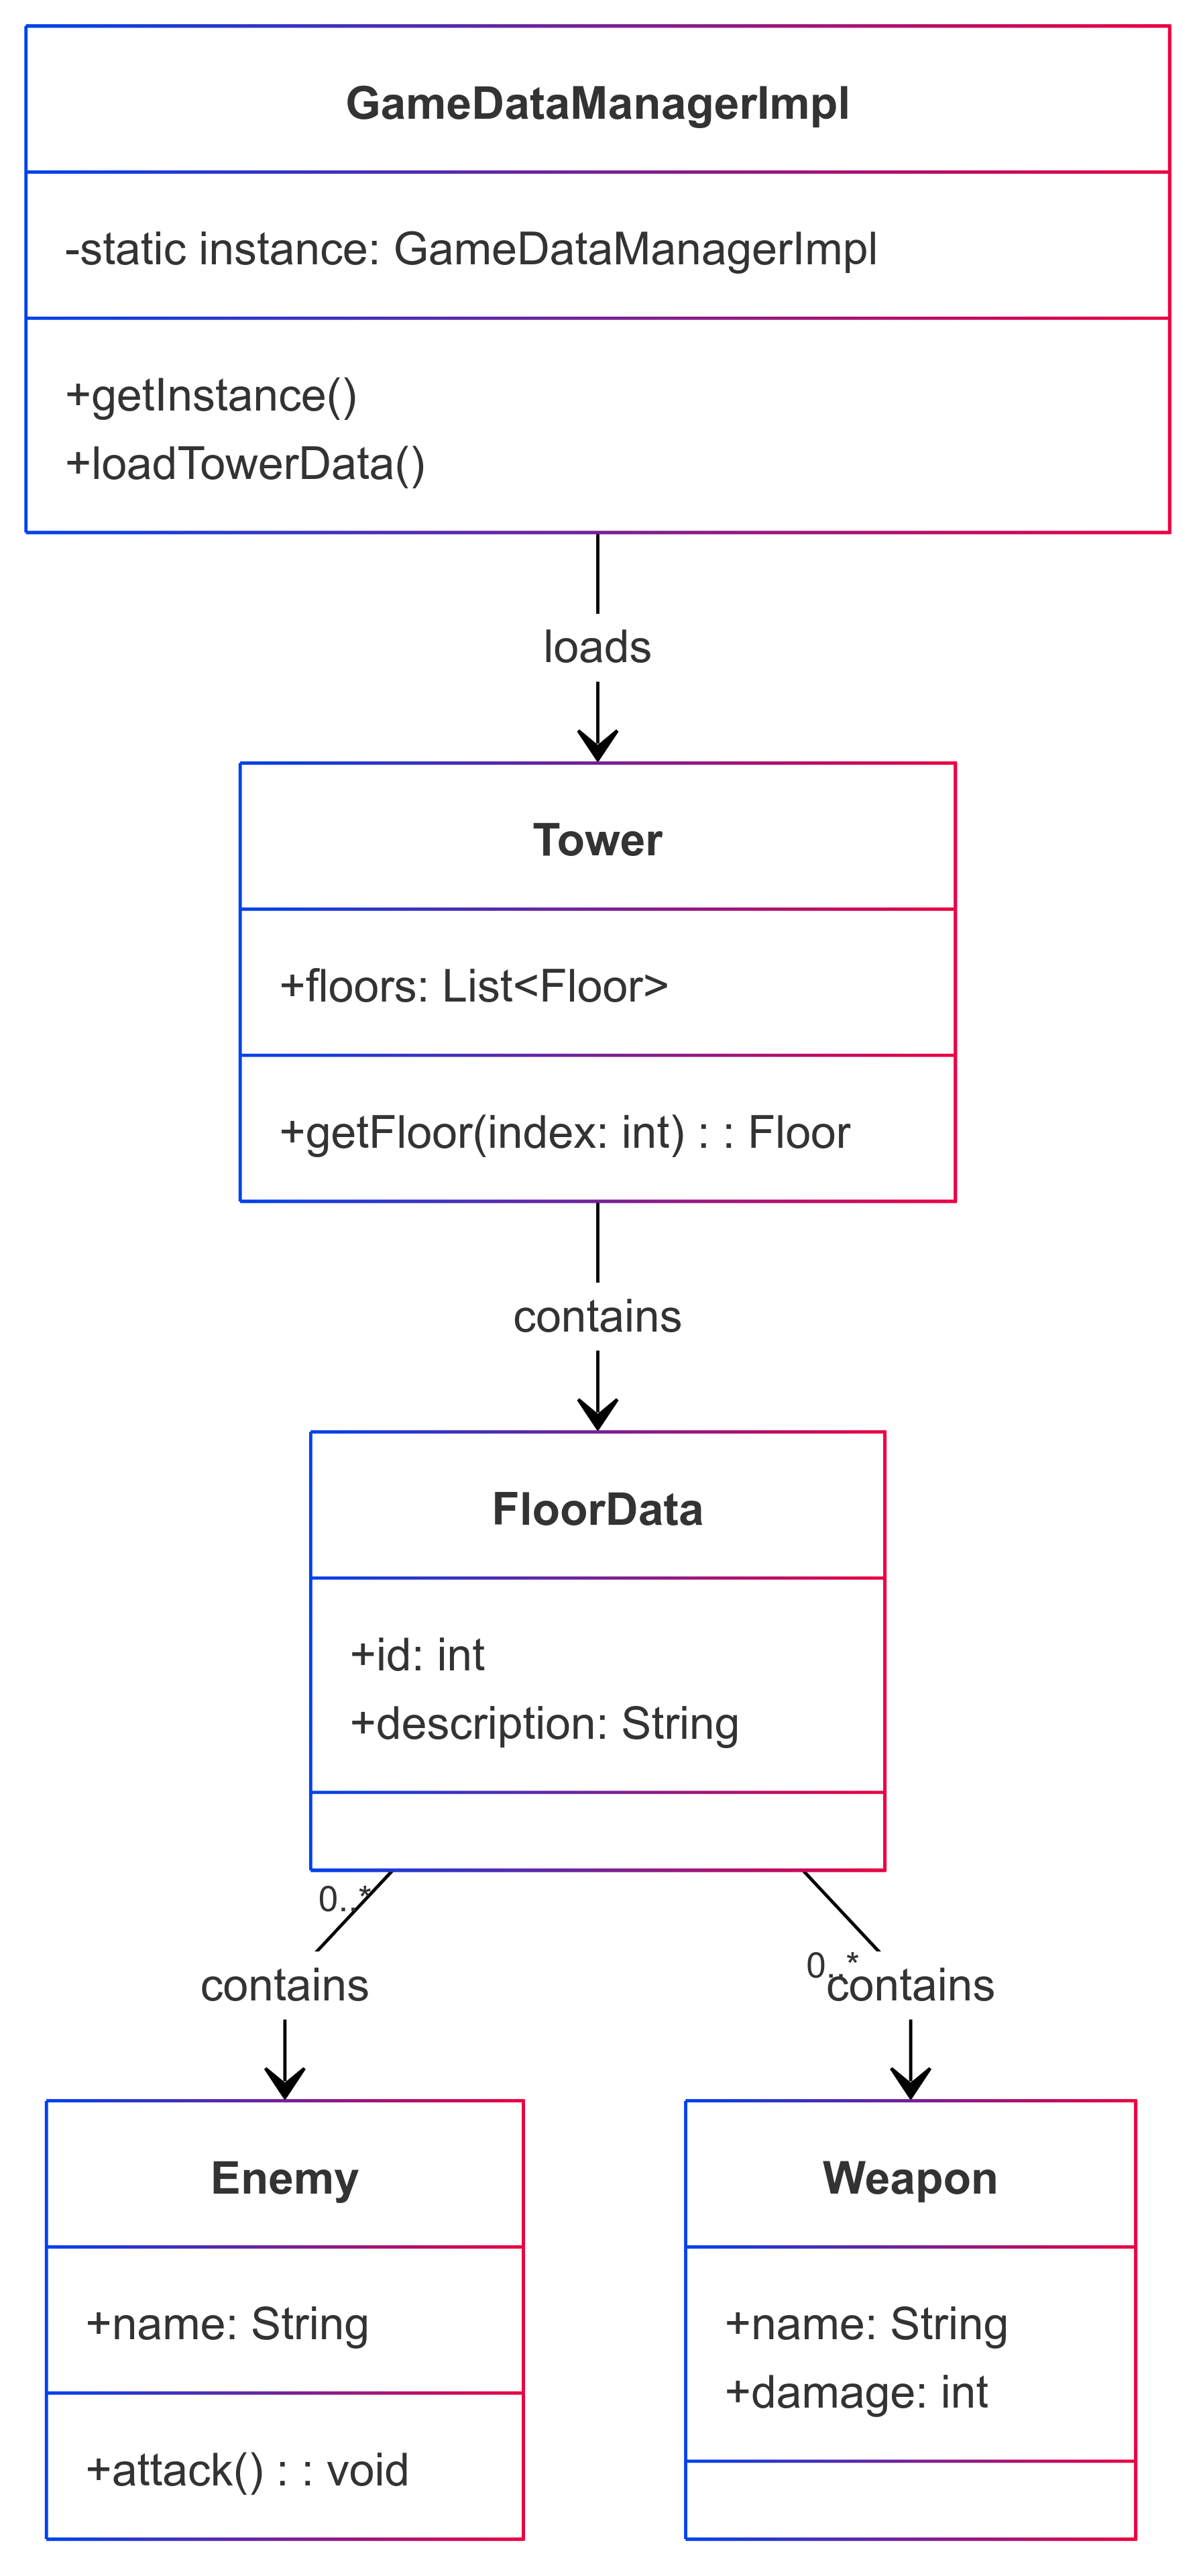 GameDataManagerImpl
-static instance: GameDataManagerImpl
+getInstance()
+loadTowerData()
loads
Tower
+floors: List<Floor>
+getFloor(index: int) : : Floor
contains
FloorData
+id: int
+description: String
0..*
contains
0..*
contains
Enemy
+name: String
+attack() : : void
Weapon
+name: String
+damage: int